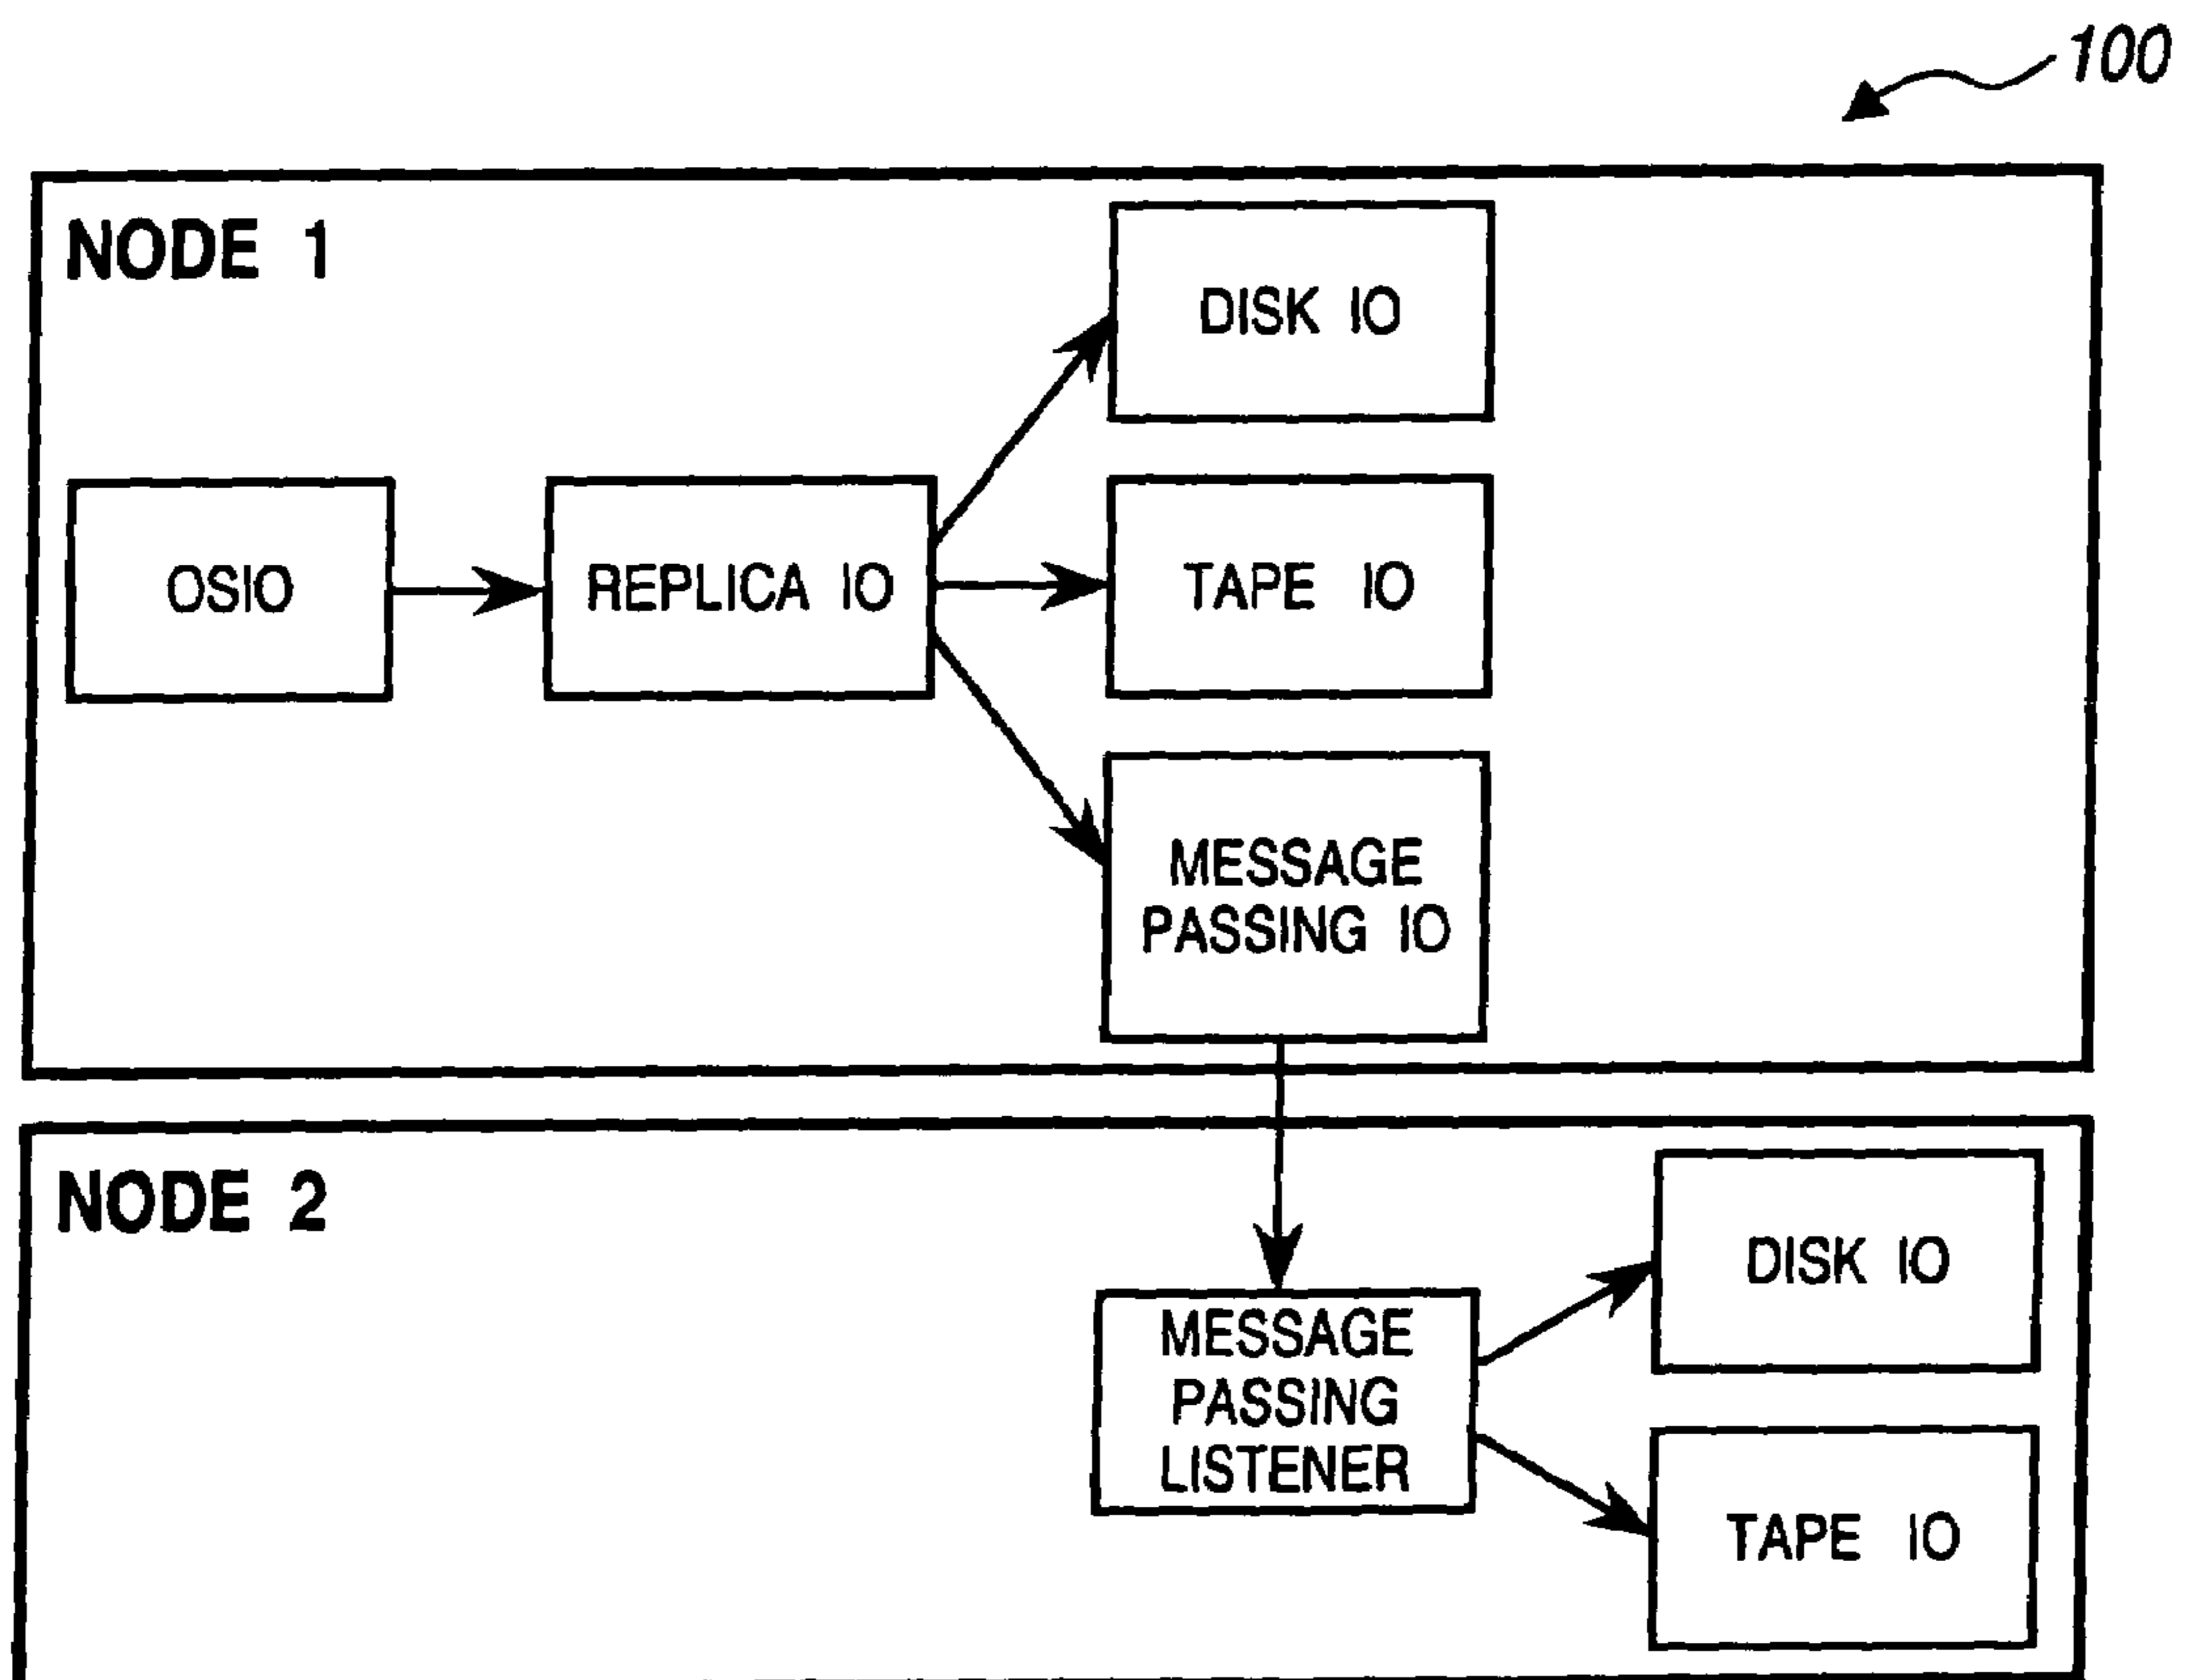 100
NODE 1
DISK IO
OSIO
REPLICA IO
TAPE IO
MESSAGE
PASSING IO
NODE 2
DISK IO
MESSAGE
PASSING
LISTENER
TAPE IO